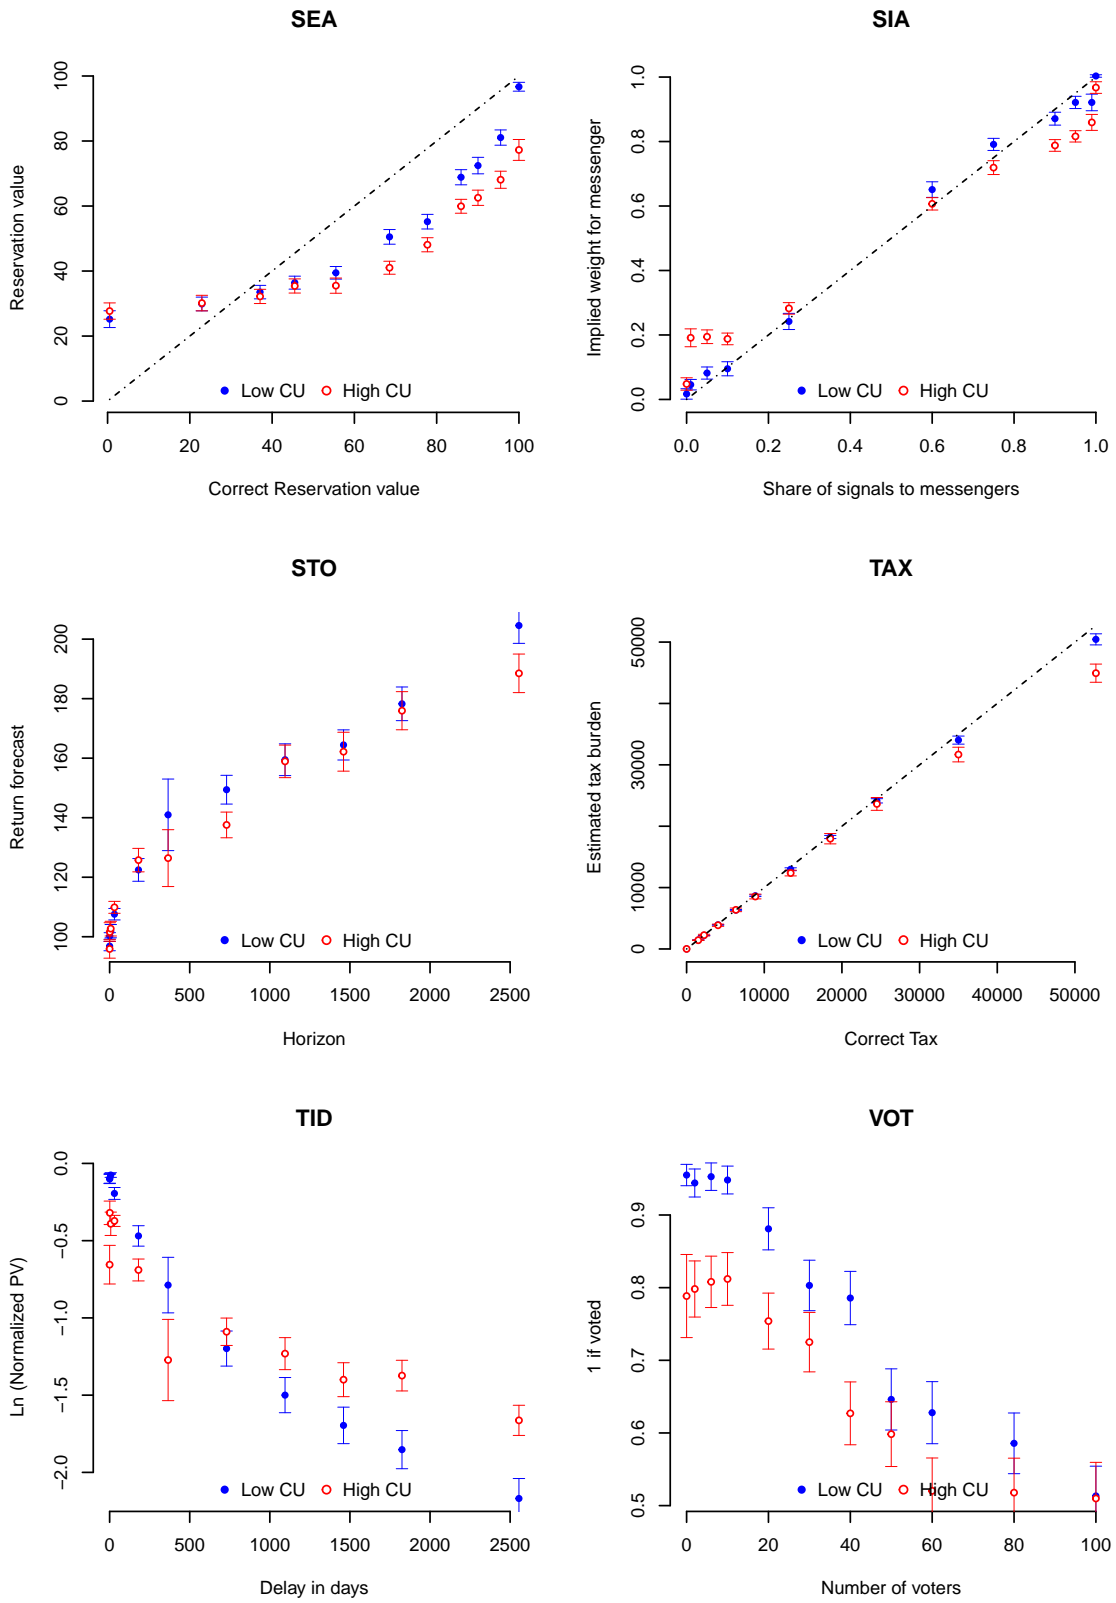 SEA
SIA
Reservation value
0 20 40 60 80 100
Low CU High CU
0 20 40 60 80 100
Correct Reservation value
Implied weight for messenger
0.0 0.2 0.4 0.6 0.8 1.0
Low CU High CU
0.0 0.2 0.4 0.6 0.8 1.0
Share of signals to messengers
STO
TAX
Return forecast
100 120 140 160 180 200
Low CU High CU
0 500 1000 1500 2000 2500
Horizon
Estimated tax burden
0 10000 30000 50000
Low CU High CU
0 10000 20000 30000 40000 50000
Correct Tax
TID
VOT
Ln (Normalized PV)
−2.0 −1.5 −1.0 −0.5 0.0
Low CU High CU
0 500 1000 1500 2000 2500
Delay in days
1 if voted
0.5 0.6 0.7 0.8 0.9
Low CU High CU
0 20 40 60 80 100
Number of voters